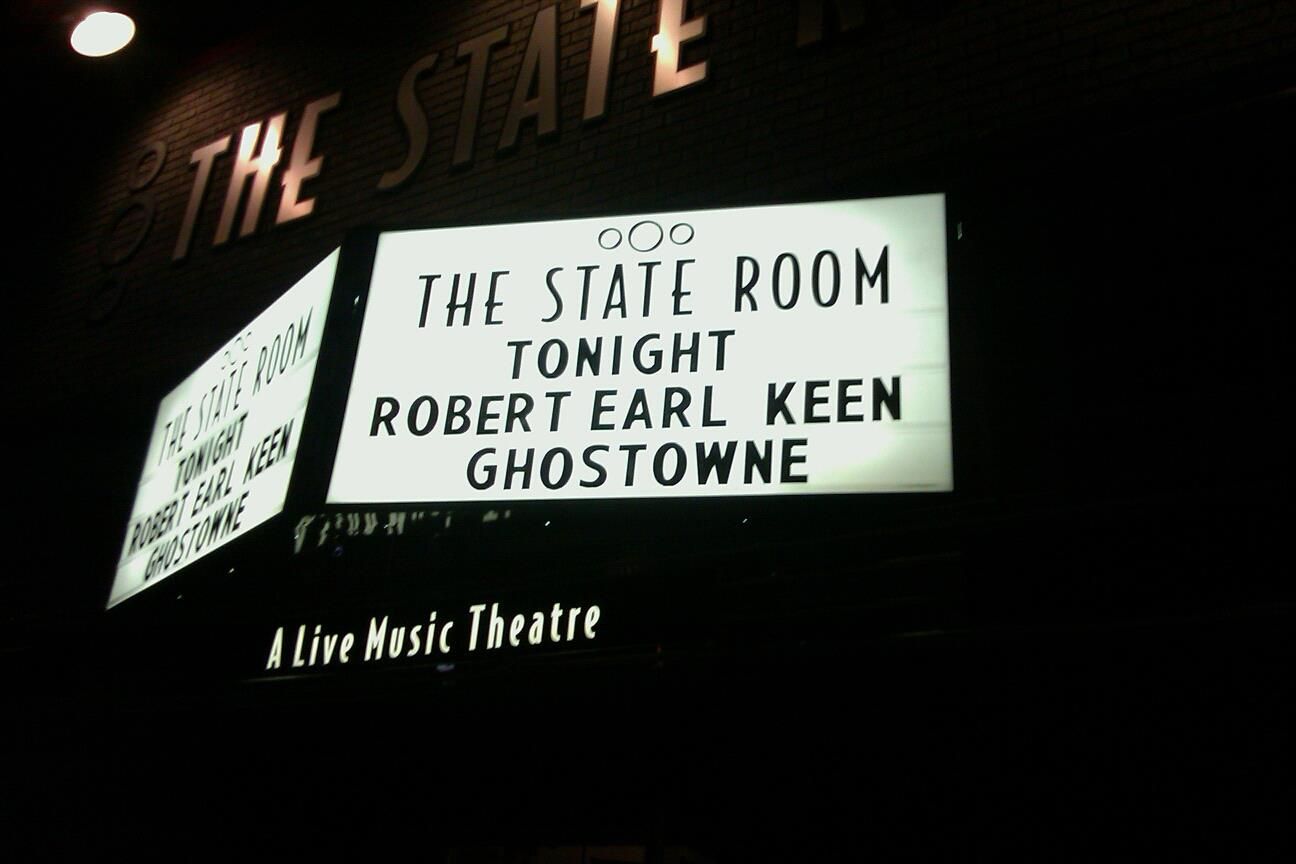 THE STATE
THE STATE ROOM
TONIGHT
ROBERT EARL KEEN
GHOSTOWNE
THE STATE ROOM
TONIGHT
ROBERT EARL KEEN
GHOSTOWNE
A Live Music Theatre